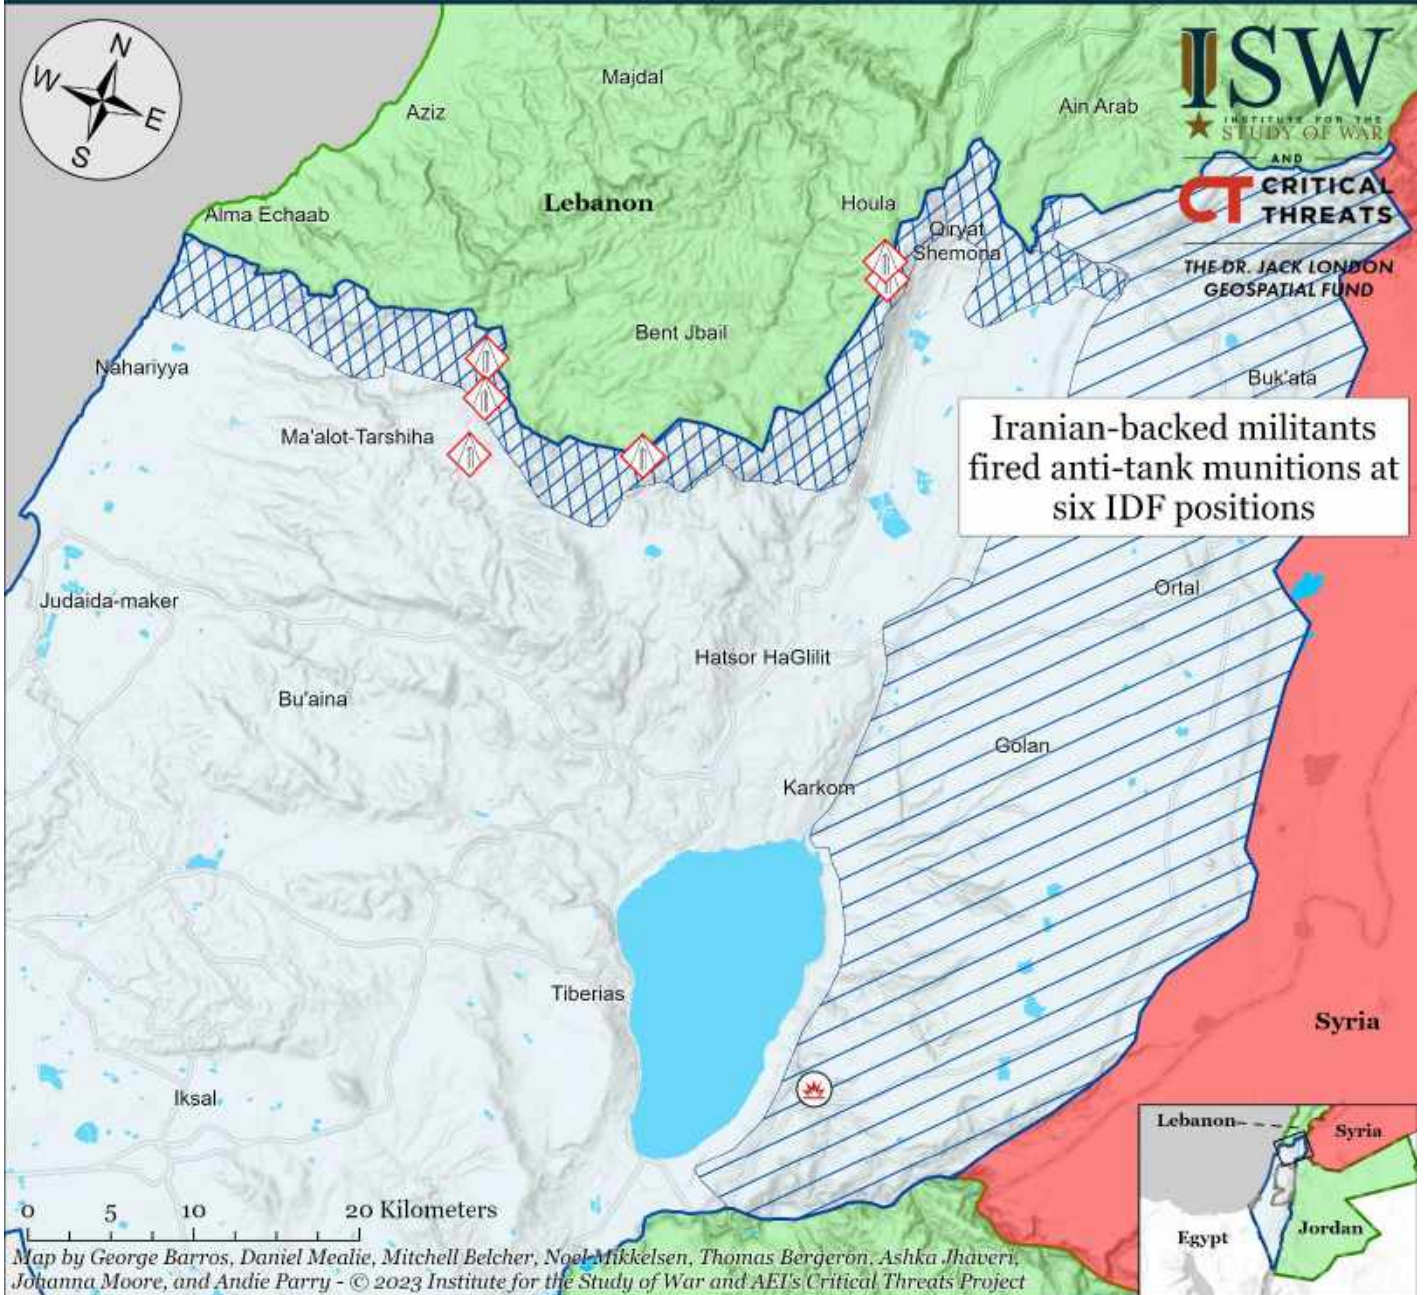 N
W
E
S
ISW
INSTITUTE FOR THE
STUDY OF WAR
AND
CT CRITICAL
THREATS
THE DR. JACK LONDON
GEOSPATIAL FUND
Majdal
Aziz
Ain Arab
Lebanon
Houla
Alma Echaab
Qiryat
Shemona
Bent Jbail
Nahariyya
Buk'ata
Iranian-backed militants
fired anti-tank munitions at
six IDF positions
Ma'alot-Tarshiha
Ortal
Judaida-maker
Hatsor HaGlilit
Bu'aina
Golan
Karkom
Tiberias
Syria
Iksal
Lebanon
Syria
Egypt
Jordan
0 5 10 20 Kilometers
Map by George Barros, Daniel Mealie, Mitchell Belcher, Noel Mikkelsen, Thomas Bergeron, Ashka Jhaveri,
Johanna Moore, and Andie Parry - © 2023 Institute for the Study of War and AEI's Critical Threats Project